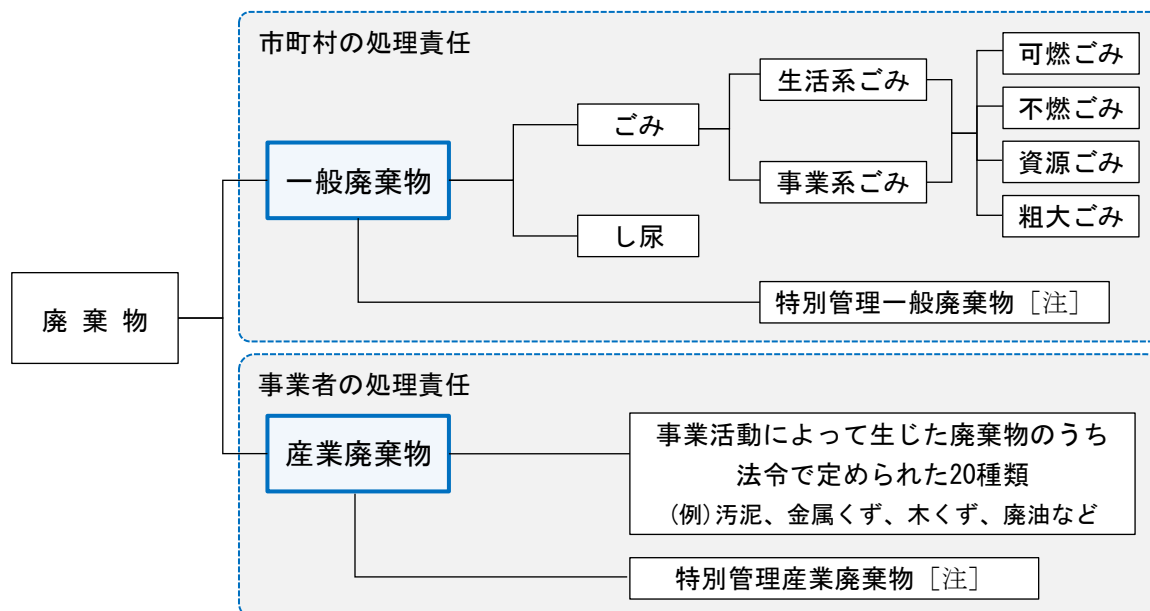 市町村の処理責任
可燃ごみ
生活系ごみ
不燃ごみ
ごみ
資源ごみ
一般廃棄物
事業系ごみ
粗大ごみ
し尿
特別管理一般廃棄物［注］
廃棄物
事業者の処理責任
産業廃棄物
事業活動によって生じた廃棄物のうち
法令で定められた20種類
(例)汚泥、金属くず、木くず、廃油など
特別管理産業廃棄物［注］